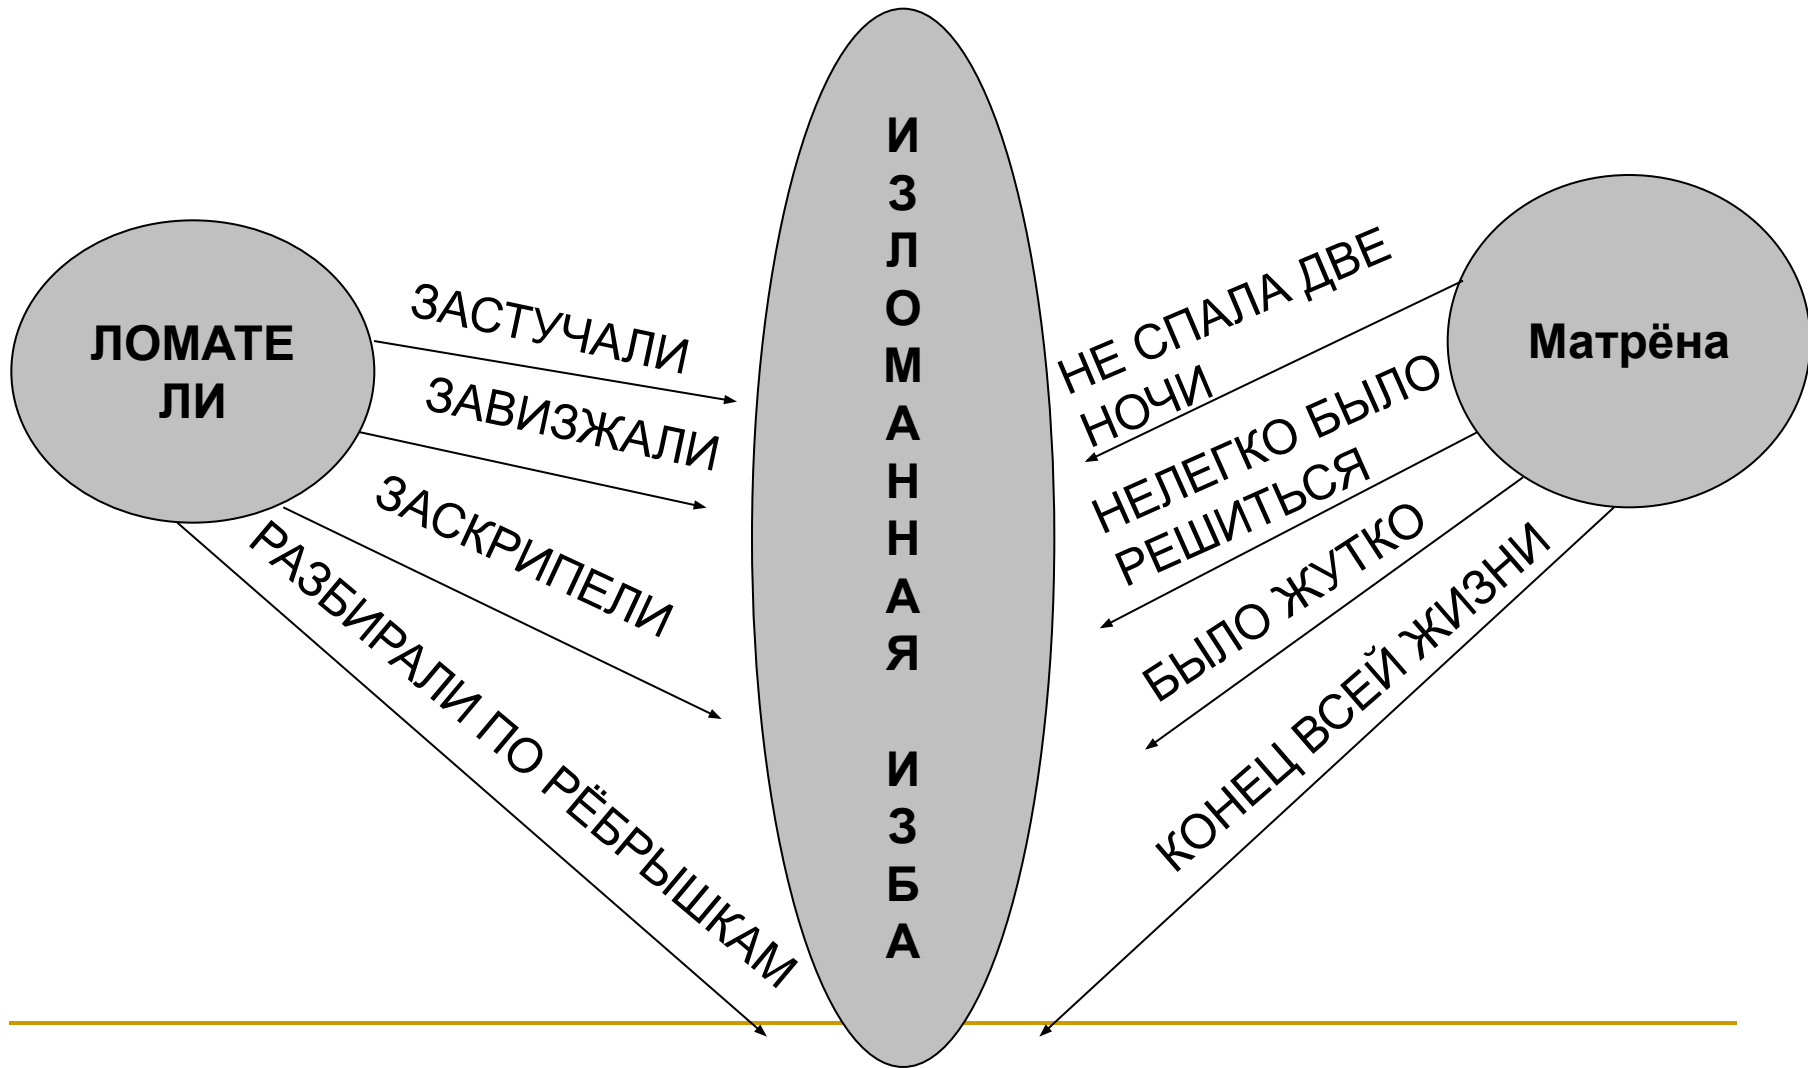 ЛОМАТЕ
ЛИ
ЗАСТУЧАЛИ
ЗАВИЗЖАЛИ
ЗАСКРИПЕЛИ
РАЗБИРАЛИ ПО РЁБРЫШКАМ
И
З
Л
О
М
А
Н
Н
А
Я
И
З
Б
А
Матрёна
НЕ СПАЛА ДВЕ
НОЧИ
НЕЛЕГКО БЫЛО
РЕШИТЬСЯ
БЫЛО ЖУТКО
КОНЕЦ ВСЕЙ ЖИЗНИ